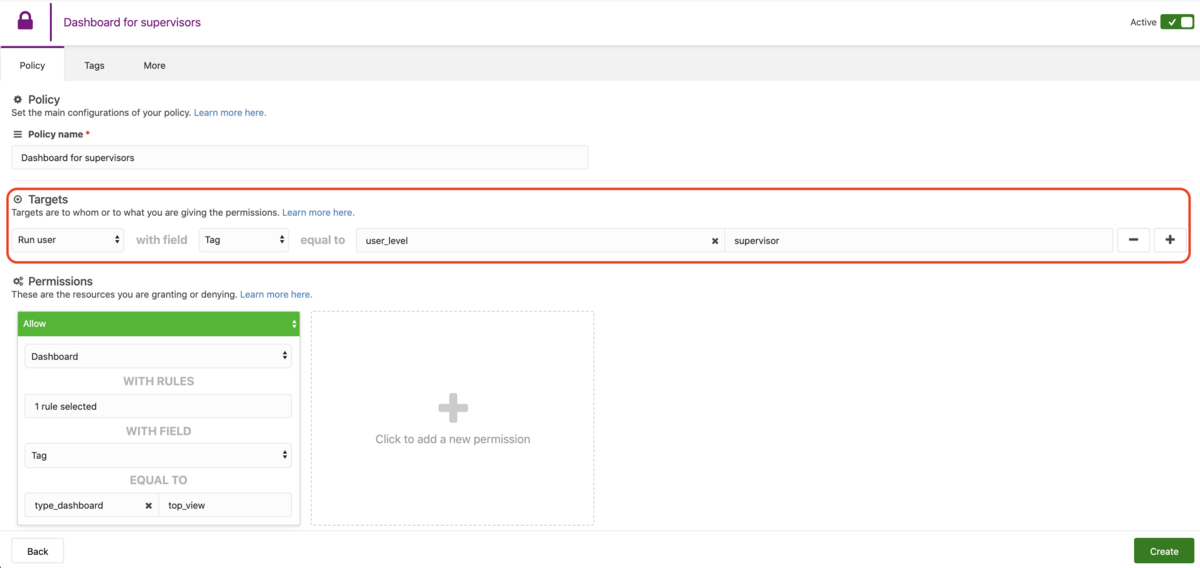 Dashboard for supervisors
Active
Policy Tags More
Policy
Set the main configurations of your policy. Learn more here.
Policy name *
Dashboard for supervisors
Targets
Targets are to whom or to what you are giving the permissions. Learn more here.
Run user with field Tag equal to user_level supervisor
Permissions
These are the resources you are granting or denying. Learn more here.
Allow
Dashboard
WITH RULES
1 rule selected
WITH FIELD
Tag
EQUAL TO
type_dashboard top_view
Click to add a new permission
Back Create